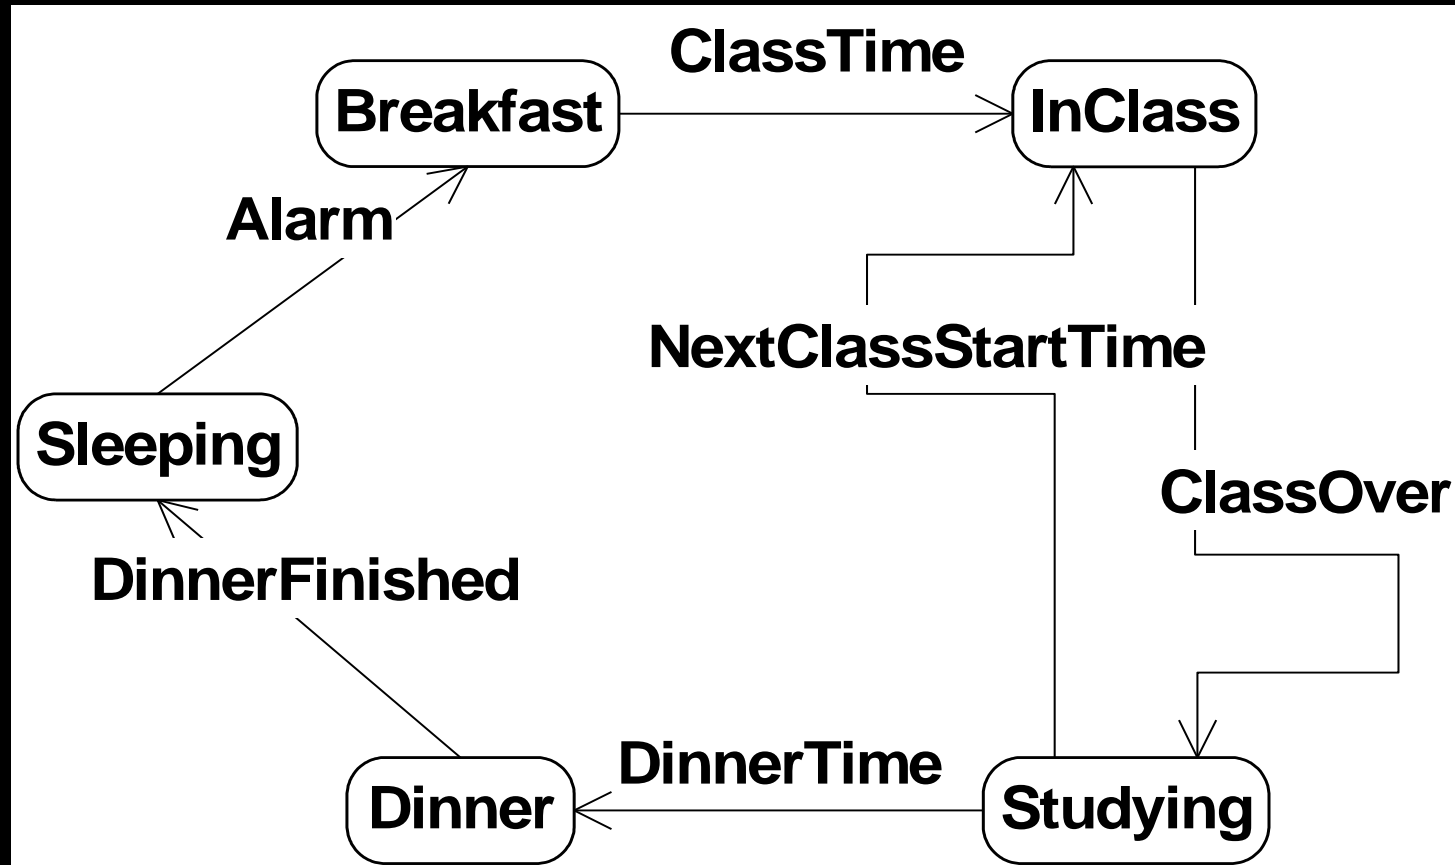 ClassTime
Breakfast
InClass
Alarm
NextClassStartTime
Sleeping
ClassOver
DinnerFinished
DinnerTime
Dinner
Studying